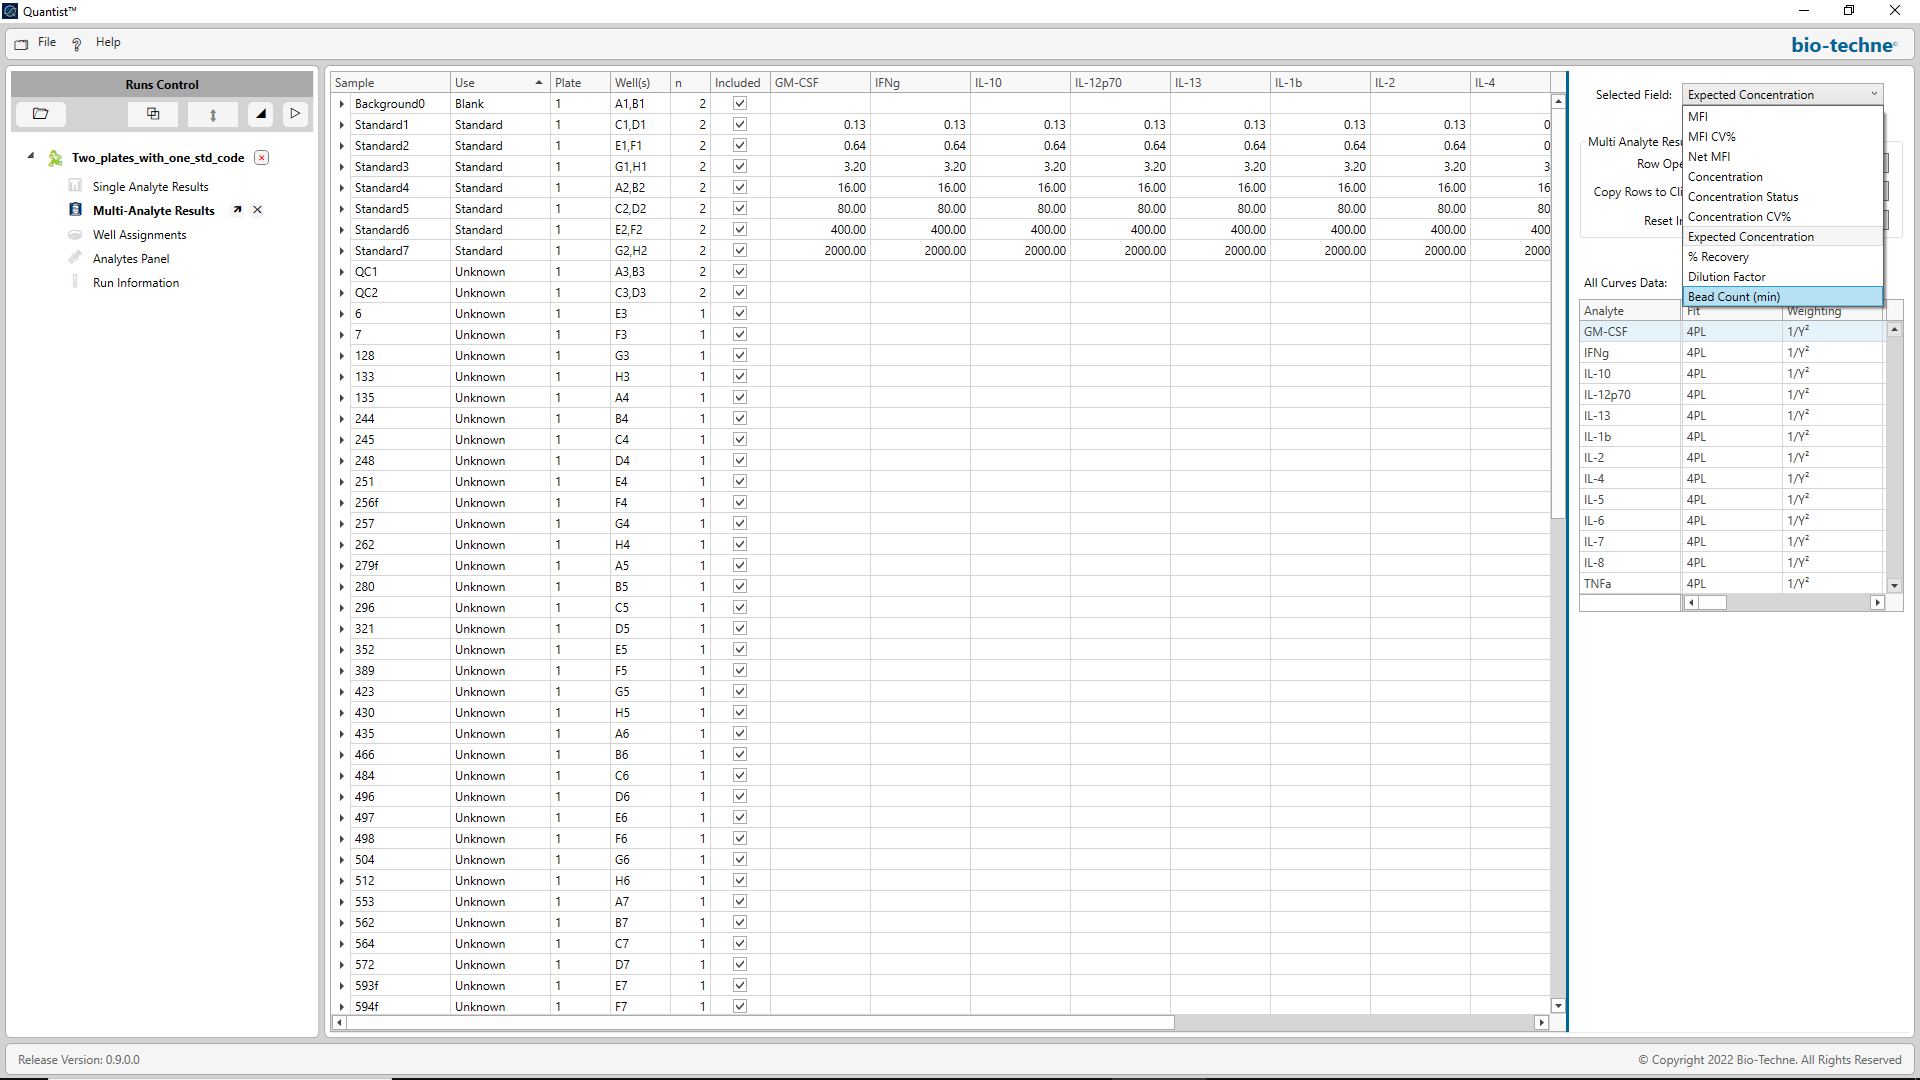 Quantist™
File Help
bio-techne®
Runs Control
Two_plates_with_one_std_code
Single Analyte Results
Multi-Analyte Results
Well Assignments
Analytes Panel
Run Information
Sample Use Plate Well(s) n Included GM-CSF IFNg IL-10 IL-12p70 IL-13 IL-1b IL-2 IL-4
Background0 Blank 1 A1,B1 2
Standard1 Standard 1 C1,D1 2 0.13 0.13 0.13 0.13 0.13 0.13 0.13 0
Standard2 Standard 1 E1,F1 2 0.64 0.64 0.64 0.64 0.64 0.64 0.64 0
Standard3 Standard 1 G1,H1 2 3.20 3.20 3.20 3.20 3.20 3.20 3.20 3
Standard4 Standard 1 A2,B2 2 16.00 16.00 16.00 16.00 16.00 16.00 16.00 16
Standard5 Standard 1 C2,D2 2 80.00 80.00 80.00 80.00 80.00 80.00 80.00 80
Standard6 Standard 1 E2,F2 2 400.00 400.00 400.00 400.00 400.00 400.00 400.00 400
Standard7 Standard 1 G2,H2 2 2000.00 2000.00 2000.00 2000.00 2000.00 2000.00 2000.00 2000
QC1 Unknown 1 A3,B3 2
QC2 Unknown 1 C3,D3 2
6 Unknown 1 E3 1
7 Unknown 1 F3 1
128 Unknown 1 G3 1
133 Unknown 1 H3 1
135 Unknown 1 A4 1
244 Unknown 1 B4 1
245 Unknown 1 C4 1
248 Unknown 1 D4 1
251 Unknown 1 E4 1
256f Unknown 1 F4 1
257 Unknown 1 G4 1
262 Unknown 1 H4 1
279f Unknown 1 A5 1
280 Unknown 1 B5 1
296 Unknown 1 C5 1
321 Unknown 1 D5 1
352 Unknown 1 E5 1
389 Unknown 1 F5 1
423 Unknown 1 G5 1
430 Unknown 1 H5 1
435 Unknown 1 A6 1
466 Unknown 1 B6 1
484 Unknown 1 C6 1
496 Unknown 1 D6 1
497 Unknown 1 E6 1
498 Unknown 1 F6 1
504 Unknown 1 G6 1
512 Unknown 1 H6 1
553 Unknown 1 A7 1
562 Unknown 1 B7 1
564 Unknown 1 C7 1
572 Unknown 1 D7 1
593f Unknown 1 E7 1
594f Unknown 1 F7 1
Selected Field: Expected Concentration
MFI
MFI CV%
Net MFI
Concentration
Concentration Status
Concentration CV%
Expected Concentration
% Recovery
Dilution Factor
Bead Count (min)
Multi Analyte Resu
Row Ope
Copy Rows to Cli
Reset In
All Curves Data:
Analyte Fit Weighting
GM-CSF 4PL 1/Y²
IFNg 4PL 1/Y²
IL-10 4PL 1/Y²
IL-12p70 4PL 1/Y²
IL-13 4PL 1/Y²
IL-1b 4PL 1/Y²
IL-2 4PL 1/Y²
IL-4 4PL 1/Y²
IL-5 4PL 1/Y²
IL-6 4PL 1/Y²
IL-7 4PL 1/Y²
IL-8 4PL 1/Y²
TNFa 4PL 1/Y²
Release Version: 0.9.0.0
© Copyright 2022 Bio-Techne. All Rights Reserved